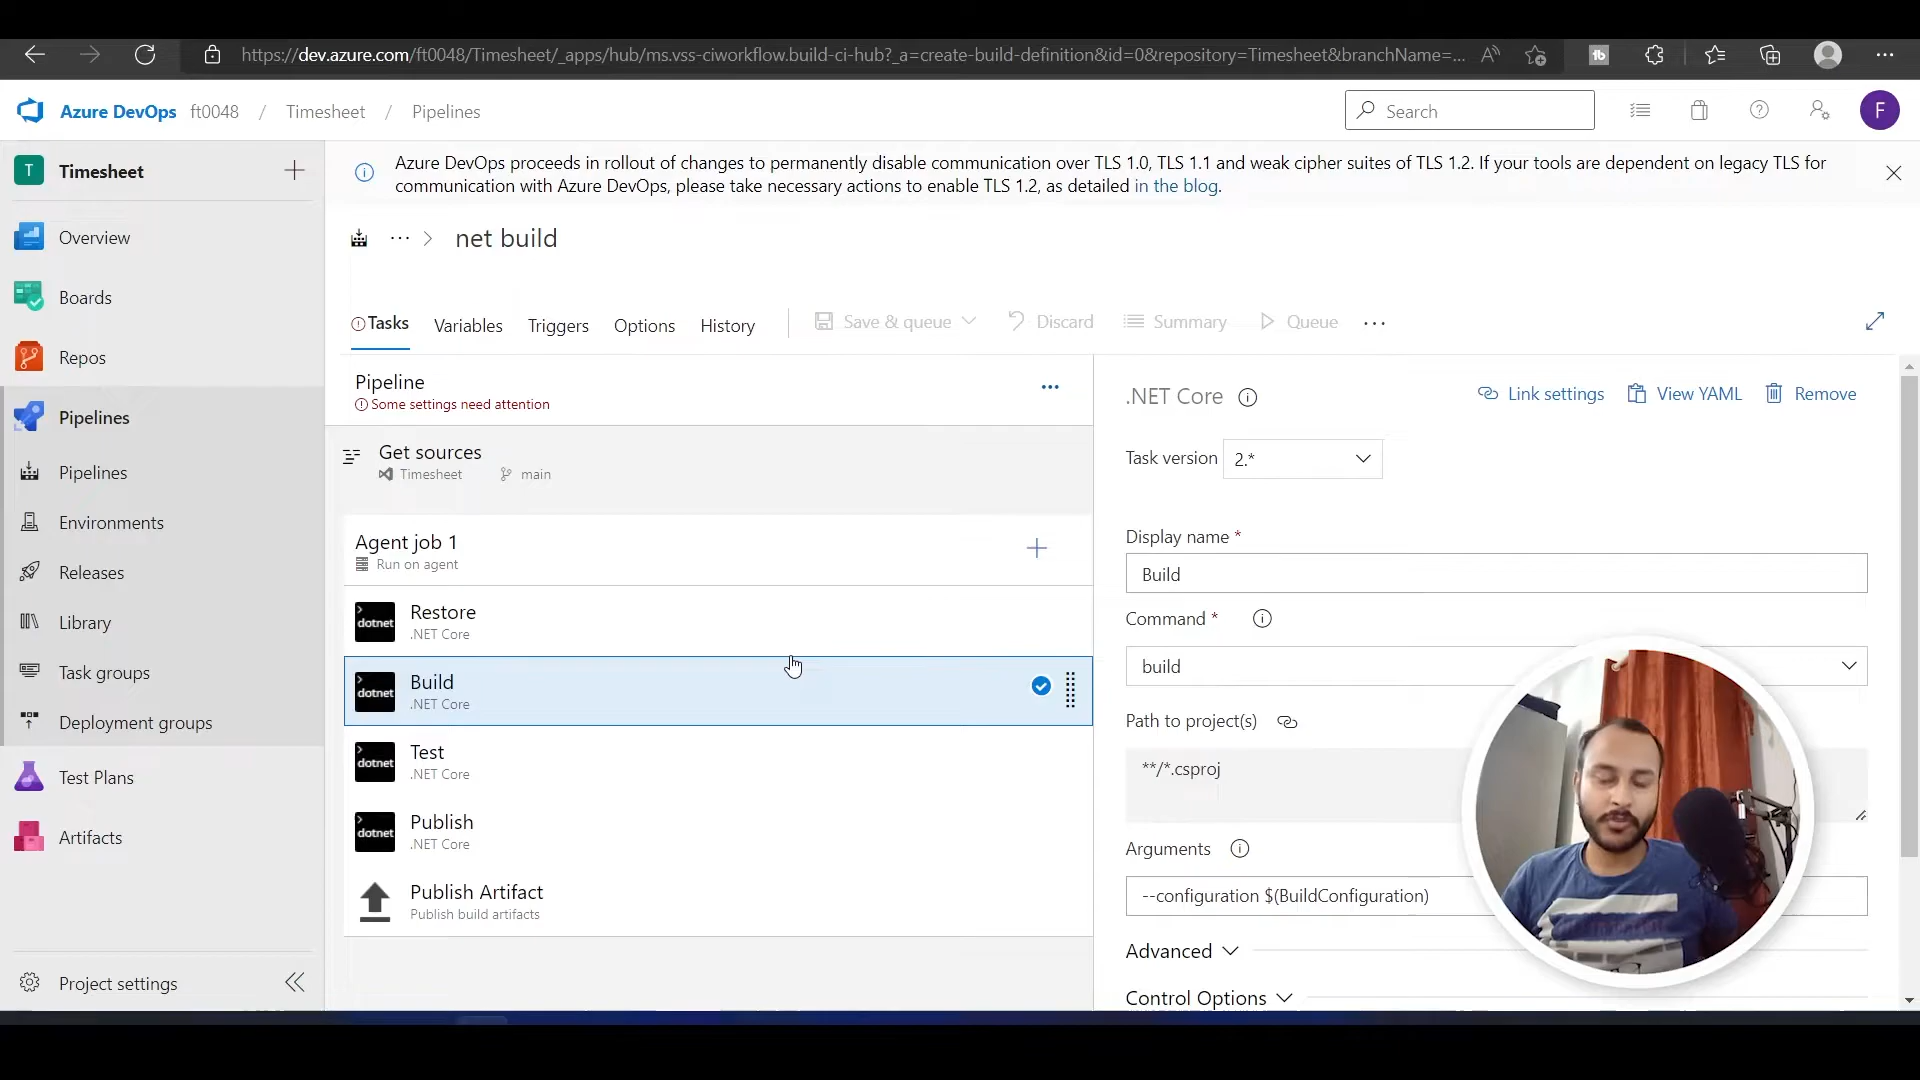 https://dev.azure.com/ft0048/Timesheet/_apps/hub/ms.vss-ciworkflow.build-ci-hub?_a=create-build-definition&id=0&repository=Timesheet&branchName=...
Azure DevOps ft0048 / Timesheet / Pipelines
Search
F
T Timesheet
Azure DevOps proceeds in rollout of changes to permanently disable communication over TLS 1.0, TLS 1.1 and weak cipher suites of TLS 1.2. If your tools are dependent on legacy TLS for
communication with Azure DevOps, please take necessary actions to enable TLS 1.2, as detailed in the blog.
Overview
Boards
Repos
Pipelines
Pipelines
Environments
Releases
Library
Task groups
Deployment groups
Test Plans
Artifacts
Project settings
... > net build
Tasks Variables Triggers Options History Save & queue Discard Summary Queue ...
Pipeline
Some settings need attention
Get sources
Timesheet main
Agent job 1
Run on agent
dotnet Restore
.NET Core
dotnet Build
.NET Core
dotnet Test
.NET Core
dotnet Publish
.NET Core
Publish Artifact
Publish build artifacts
.NET Core Link settings View YAML Remove
Task version 2.*
Display name *
Build
Command *
build
Path to project(s)
**/*.csproj
Arguments
--configuration $(BuildConfiguration)
Advanced
Control Options